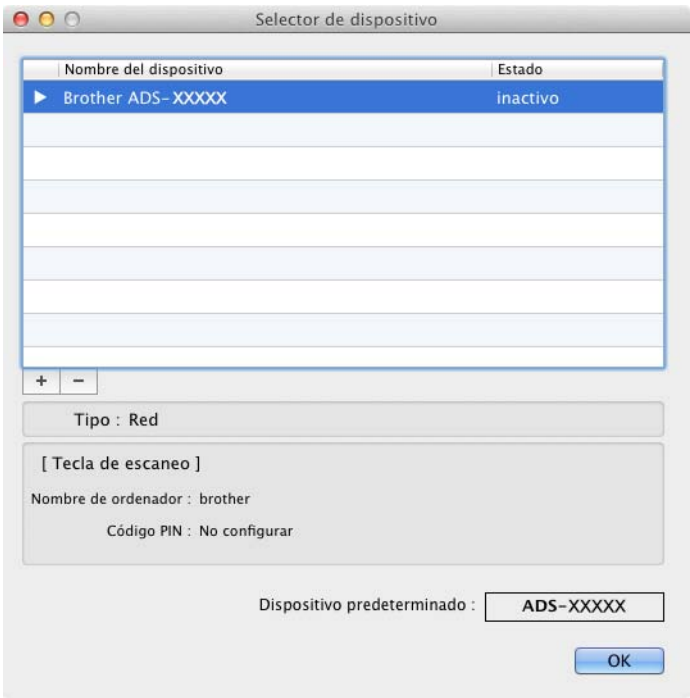 Selector de dispositivo
Nombre del dispositivo Estado
Brother ADS-XXXXX inactivo
+ −
Tipo : Red
[ Tecla de escaneo ]
Nombre de ordenador : brother
Código PIN : No configurar
Dispositivo predeterminado : ADS-XXXXX
OK